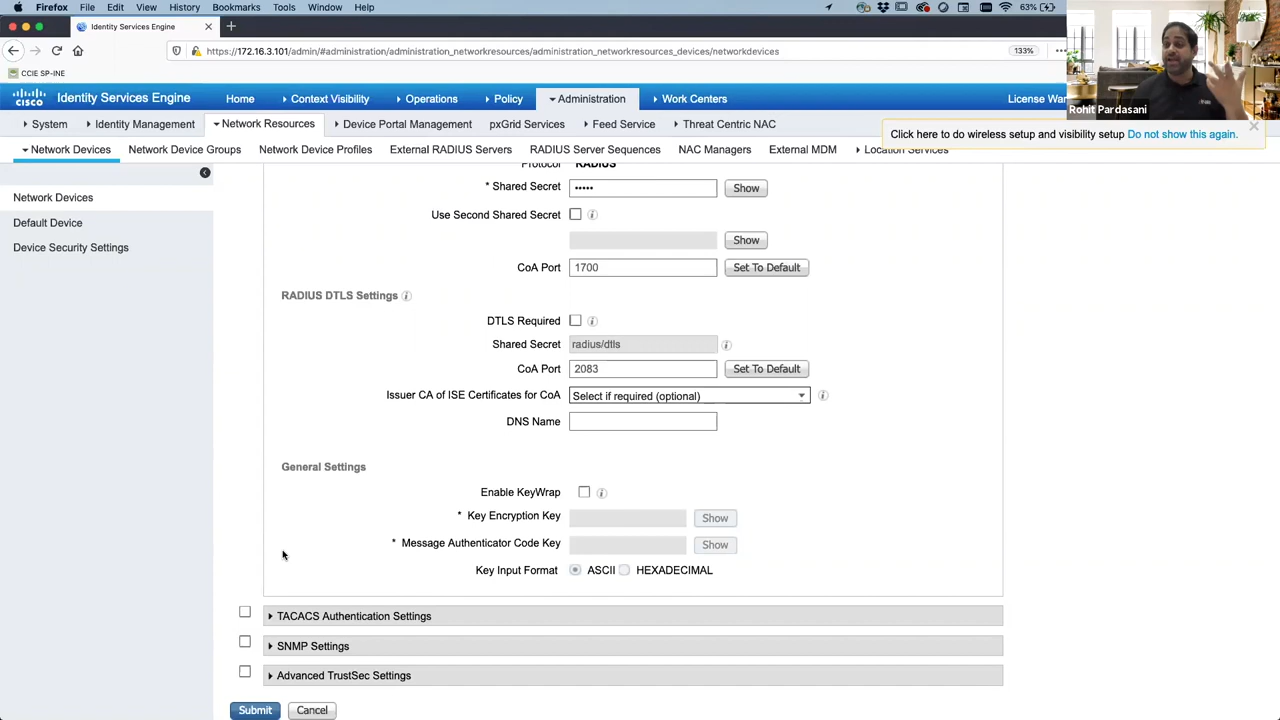 Firefox File Edit View History Bookmarks Tools Window Help 63%
Identity Services Engine
https://172.16.3.101/admin/#administration/administration_networkresources/administration_networkresources_devices/networkdevices 133%
CCIE SP-INE
CISCO Identity Services Engine Home Context Visibility Operations Policy Administration Work Centers License War
System Identity Management Network Resources Device Portal Management pxGrid Feed Service Threat Centric NAC
Rohit Pardasani
Click here to do wireless setup and visibility setup Do not show this again.
Network Devices Network Device Groups Network Device Profiles External RADIUS Servers RADIUS Server Sequences NAC Managers External MDM Location Services
Network Devices
Default Device
Device Security Settings
Protocol RADIUS
* Shared Secret ••••• Show
Use Second Shared Secret
Show
CoA Port 1700 Set To Default
RADIUS DTLS Settings
DTLS Required
Shared Secret radius/dtls
CoA Port 2083 Set To Default
Issuer CA of ISE Certificates for CoA Select if required (optional)
DNS Name
General Settings
Enable KeyWrap
* Key Encryption Key Show
* Message Authenticator Code Key Show
Key Input Format ASCII HEXADECIMAL
TACACS Authentication Settings
SNMP Settings
Advanced TrustSec Settings
Submit Cancel